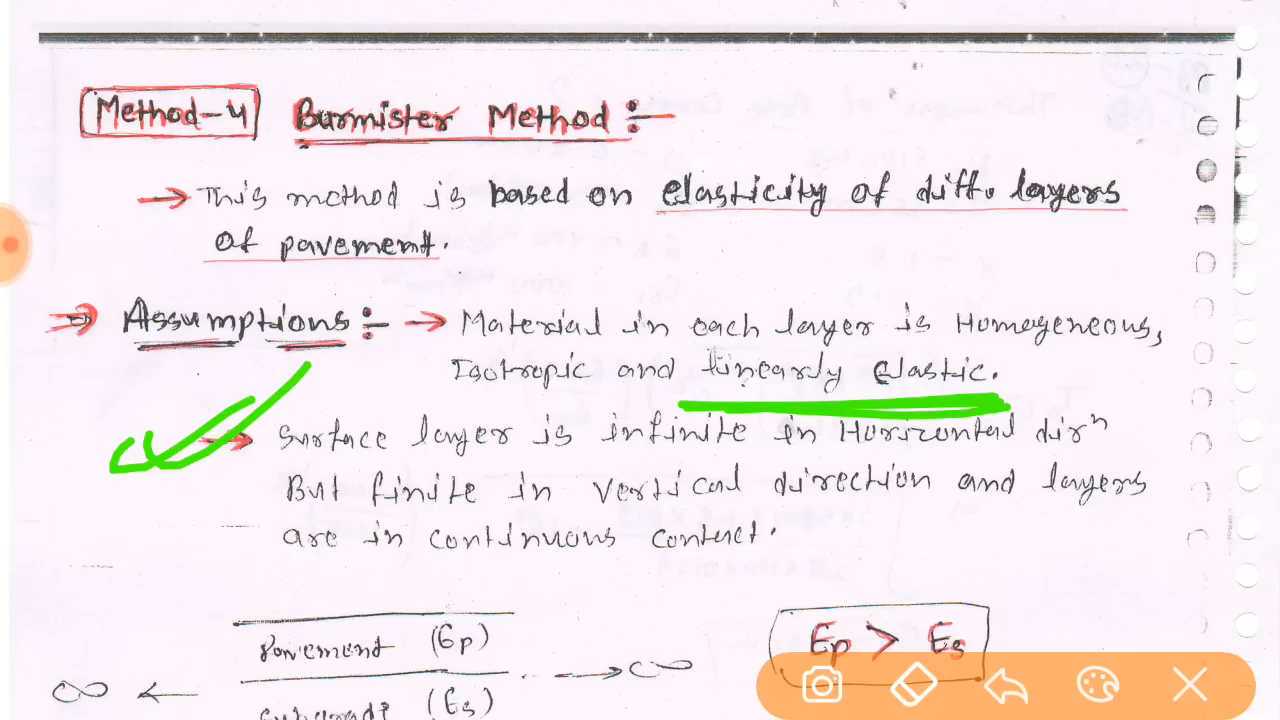 Method-4 Burmister Method :-
→ This method is based on elasticity of diff. layers
of pavement.
⇒ Assumptions :- → Material in each layer is Homogeneous,
Isotropic and linearly elastic.
→ Surface layer is infinite in Horizontal dirⁿ
But finite in vertical direction and layers
are in continuous contact.
Pavement (Ep)
Ep > Es
∞ ← → ∞
subgrade (Es)